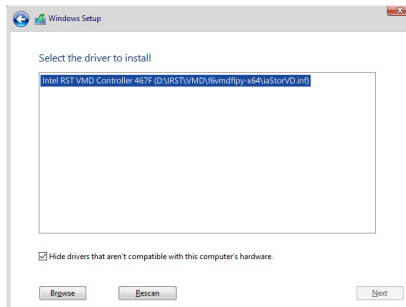 Windows Setup
Select the driver to install
Intel RST VMD Controller 467F (D:\IRST\VMD\f6vmdflpy-x64\iaStorVD.inf)
Hide drivers that aren't compatible with this computer's hardware.
Browse Rescan Next